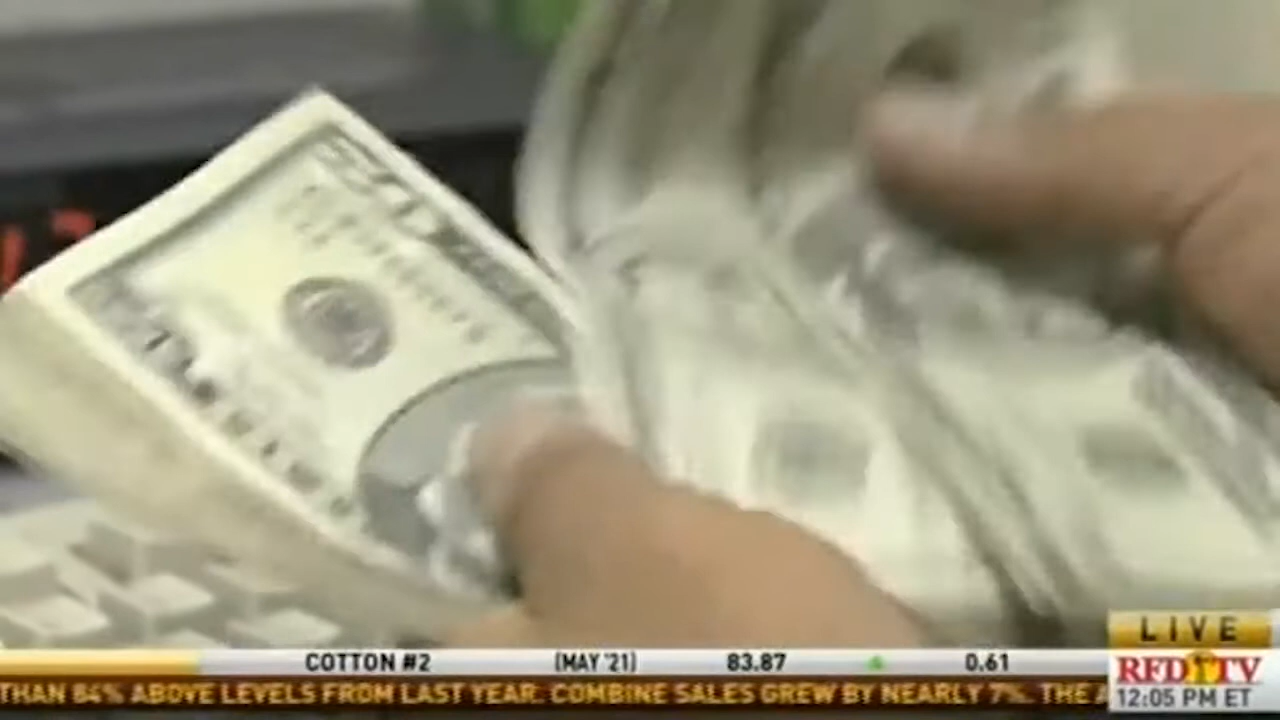 LIVE
COTTON #2 (MAY '21) 83.87 0.61
RFD TV
THAN 84% ABOVE LEVELS FROM LAST YEAR. COMBINE SALES GREW BY NEARLY 7%. THE A
12:05 PM ET